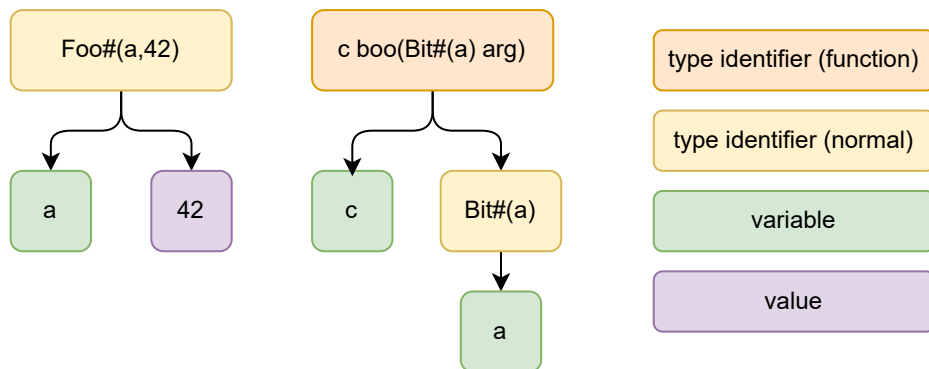 Foo#(a,42)
a
42
c boo(Bit#(a) arg)
c
Bit#(a)
a
type identifier (function)
type identifier (normal)
variable
value